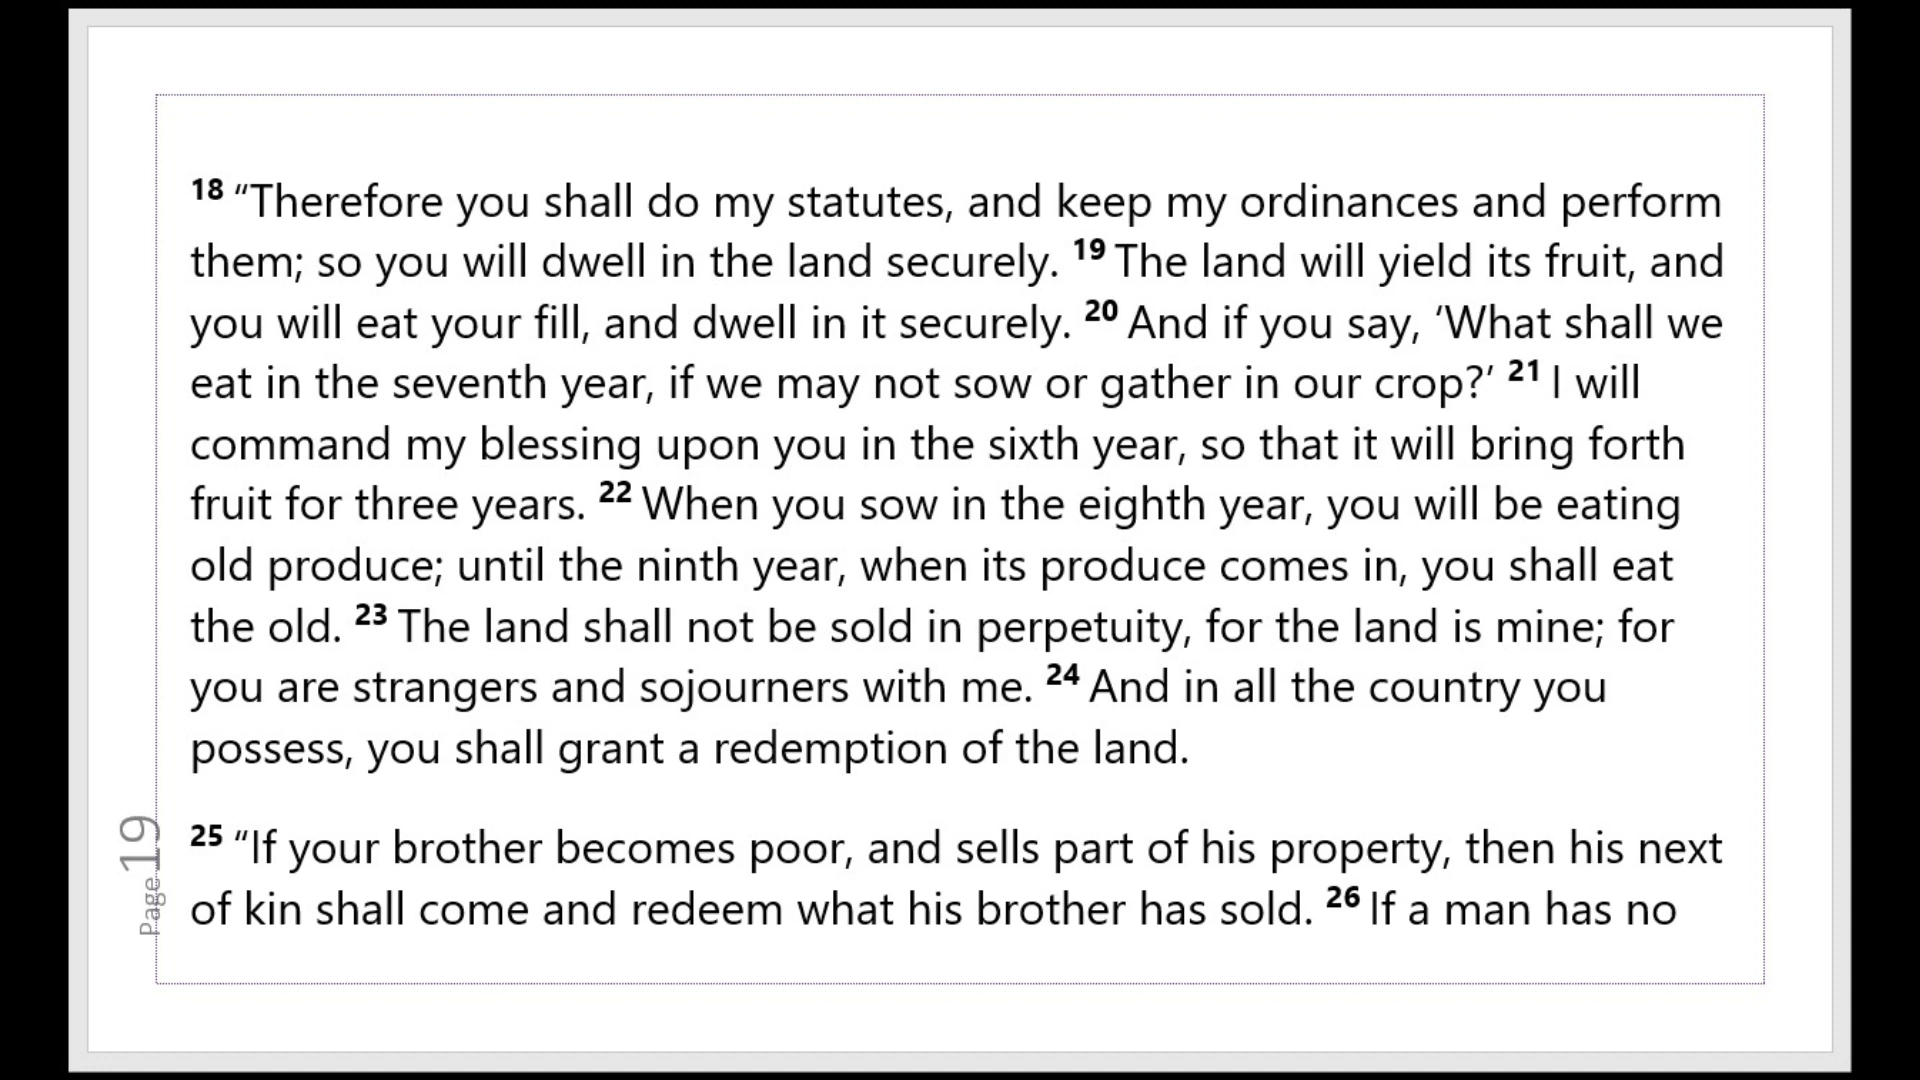 18 “Therefore you shall do my statutes, and keep my ordinances and perform
them; so you will dwell in the land securely. 19 The land will yield its fruit, and
you will eat your fill, and dwell in it securely. 20 And if you say, ‘What shall we
eat in the seventh year, if we may not sow or gather in our crop?’ 21 I will
command my blessing upon you in the sixth year, so that it will bring forth
fruit for three years. 22 When you sow in the eighth year, you will be eating
old produce; until the ninth year, when its produce comes in, you shall eat
the old. 23 The land shall not be sold in perpetuity, for the land is mine; for
you are strangers and sojourners with me. 24 And in all the country you
possess, you shall grant a redemption of the land.
25 “If your brother becomes poor, and sells part of his property, then his next
of kin shall come and redeem what his brother has sold. 26 If a man has no
Page 19